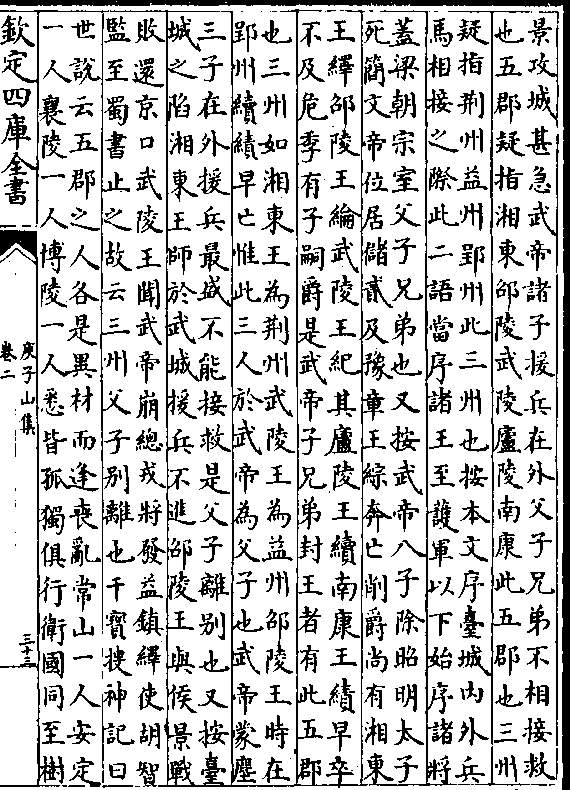 景攻城甚急武帝諸子援兵在外父子兄弟不相接救
也五郡疑指湘東邵陵武陵廬陵南康此五郡也三州
疑指荆州益州郢州此三州也按本文序臺城内外兵
馬相接之際此二語當序諸王至護軍以下始序諸將
蓋梁朝宗室父子兄弟也又按武帝八子除昭明太子
死簡文帝位居儲貳及豫章王綜奔亡削爵尚有湘東
王繹邵陵王綸武陵王紀其廬陵王續南康王績早卒
不及危季有子嗣爵是武帝子兄弟封王者有此五郡
也三州如湘東王為荆州武陵王為益州邵陵王時在
郢州續績早亡惟此三人於武帝為父子也武帝蒙塵
三子在外援兵最盛不能接救是父子離别也又按臺
城之陷湘東王師於武城援兵不進邵陵王與侯景戰
敗還京口武陵王聞武帝崩總戎將發益鎮繹使胡智
監至蜀書止之故云三州父子别離也干寶搜神記曰
世說云五郡之人各是異材而逢喪亂常山一人安定
一人襄陵一人博陵一人悉皆孤獨俱行衛國同至樹
欽定四庫全書
庾子山集
卷二
三十三